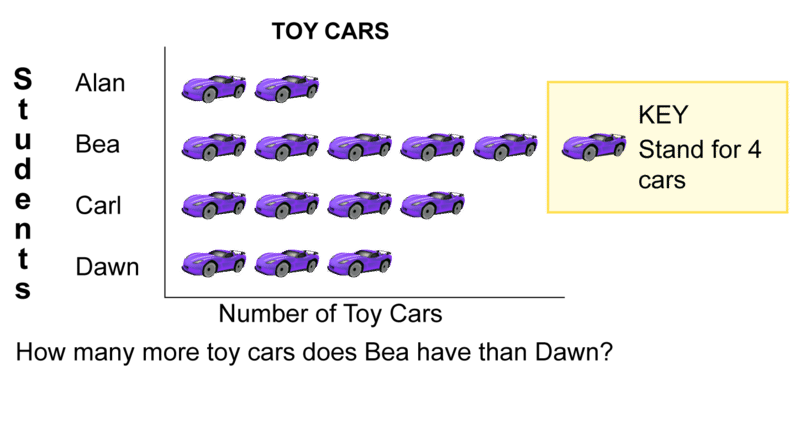 TOY CARS
Students
Alan
Bea
Carl
Dawn
KEY
Stand for 4
cars
Number of Toy Cars
How many more toy cars does Bea have than Dawn?